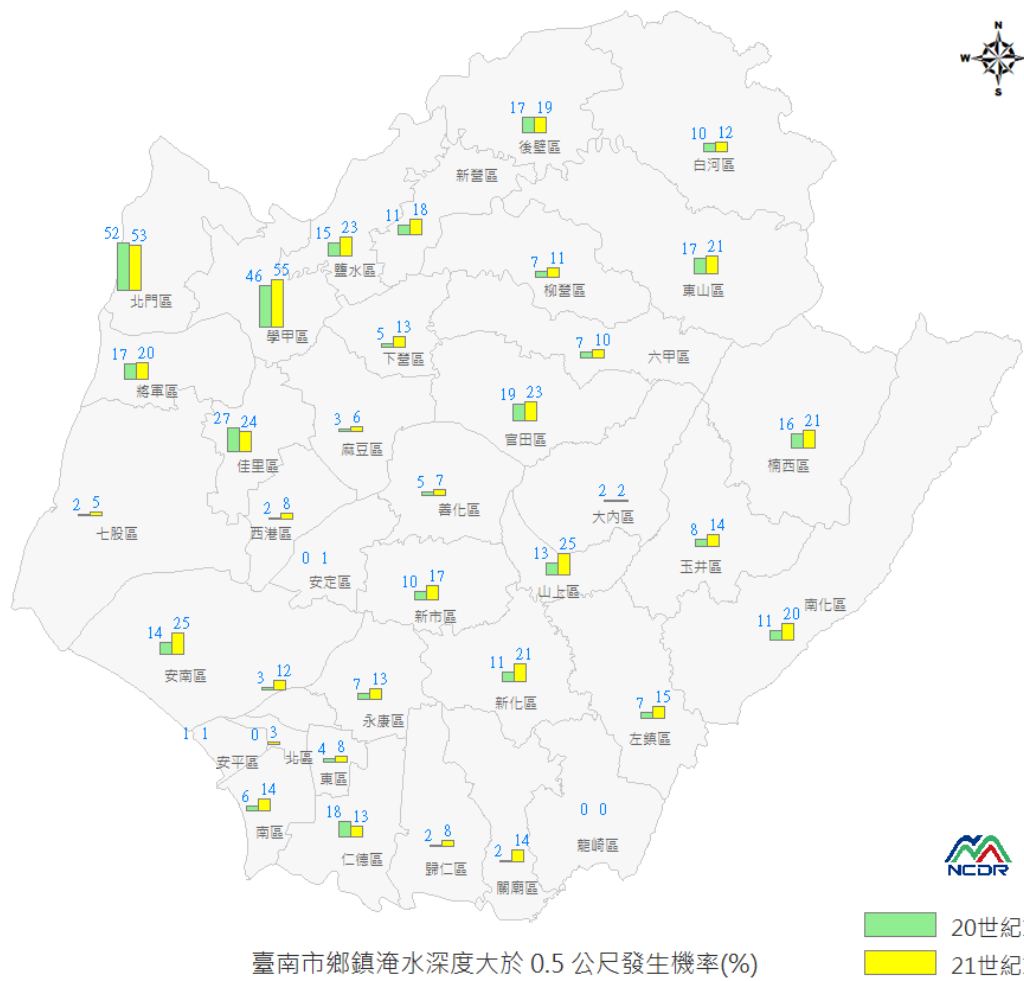 N
W
S
17 19
後壁區
10 12
白河區
新營區
11 18
15 23
鹽水區
52 53
北門區
46 55
學甲區
7 11
柳營區
17 21
東山區
5 13
下營區
7 10
六甲區
17 20
將軍區
19 23
官田區
27 24
佳里區
3 6
麻豆區
16 21
楠西區
2 5
七股區
2 8
西港區
5 7
善化區
2 2
大內區
8 14
玉井區
0 1
安定區
13 25
山上區
10 17
新市區
11 20
南化區
14 25
安南區
3 12
7 13
永康區
11 21
新化區
7 15
左鎮區
1 1
安平區
0 3
北區
4 8
東區
6 14
南區
18 13
仁德區
2 8
歸仁區
2 14
關廟區
0 0
龍崎區
NCDR
20世紀
21世紀
臺南市鄉鎮淹水深度大於 0.5 公尺發生機率(%)